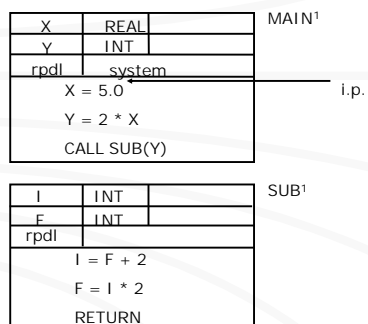 X REAL MAIN¹
Y INT
rpdl system
X = 5.0 i.p.
Y = 2 * X
CALL SUB(Y)
I INT SUB¹
F INT
rpdl
I = F + 2
F = I * 2
RETURN